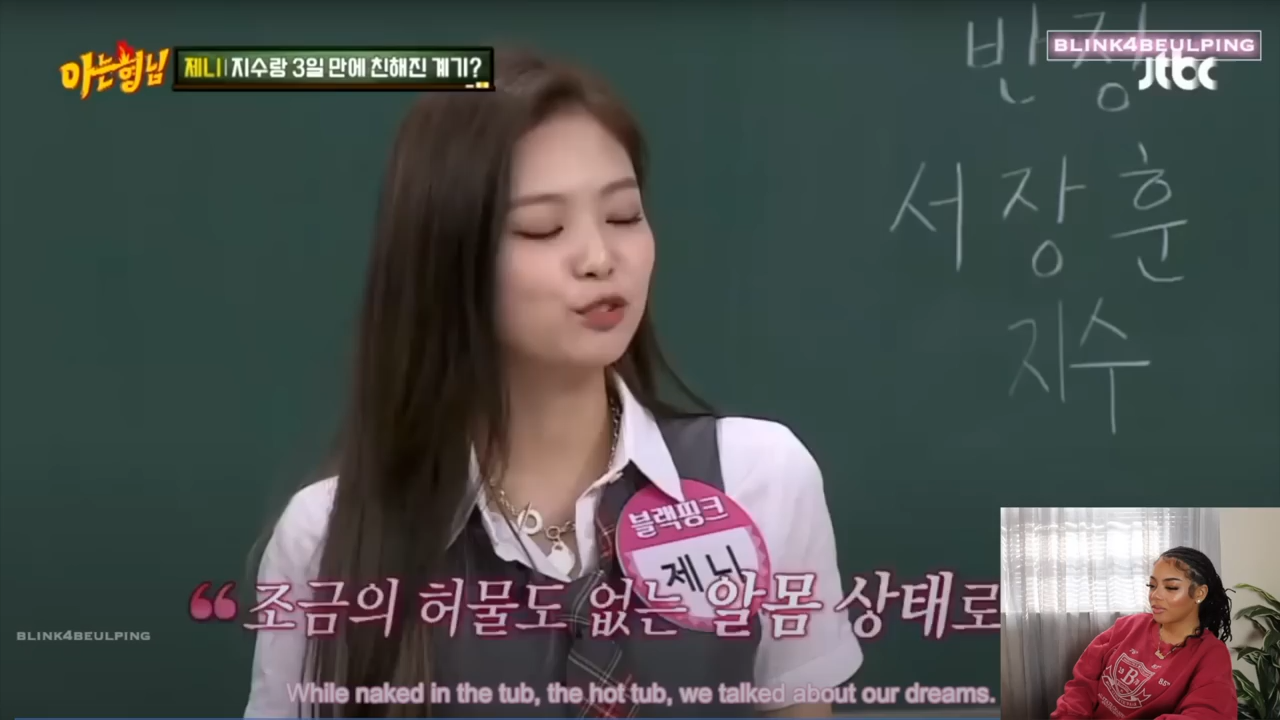 아는형님
제니 | 지수랑 3일 만에 친해진 계기?
BLINK4BEULPING
jtbc
반장
서장훈
지수
블랙핑크
제니
“조금의 허물도 없는 알몸 상태로
BLINK4BEULPING
While naked in the tub, the hot tub, we talked about our dreams.
B